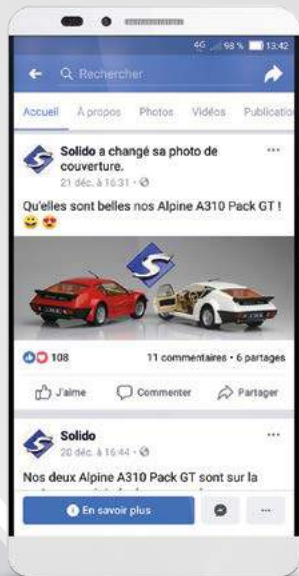 4G 98 % 13:42
Rechercher
Accueil À propos Photos Vidéos Publication
Solido a changé sa photo de
couverture.
21 déc. à 16:31 •
Qu'elles sont belles nos Alpine A310 Pack GT !
108 11 commentaires • 6 partages
J'aime Commenter Partager
Solido
20 déc. à 16:44 •
Nos deux Alpine A310 Pack GT sont sur la
En savoir plus